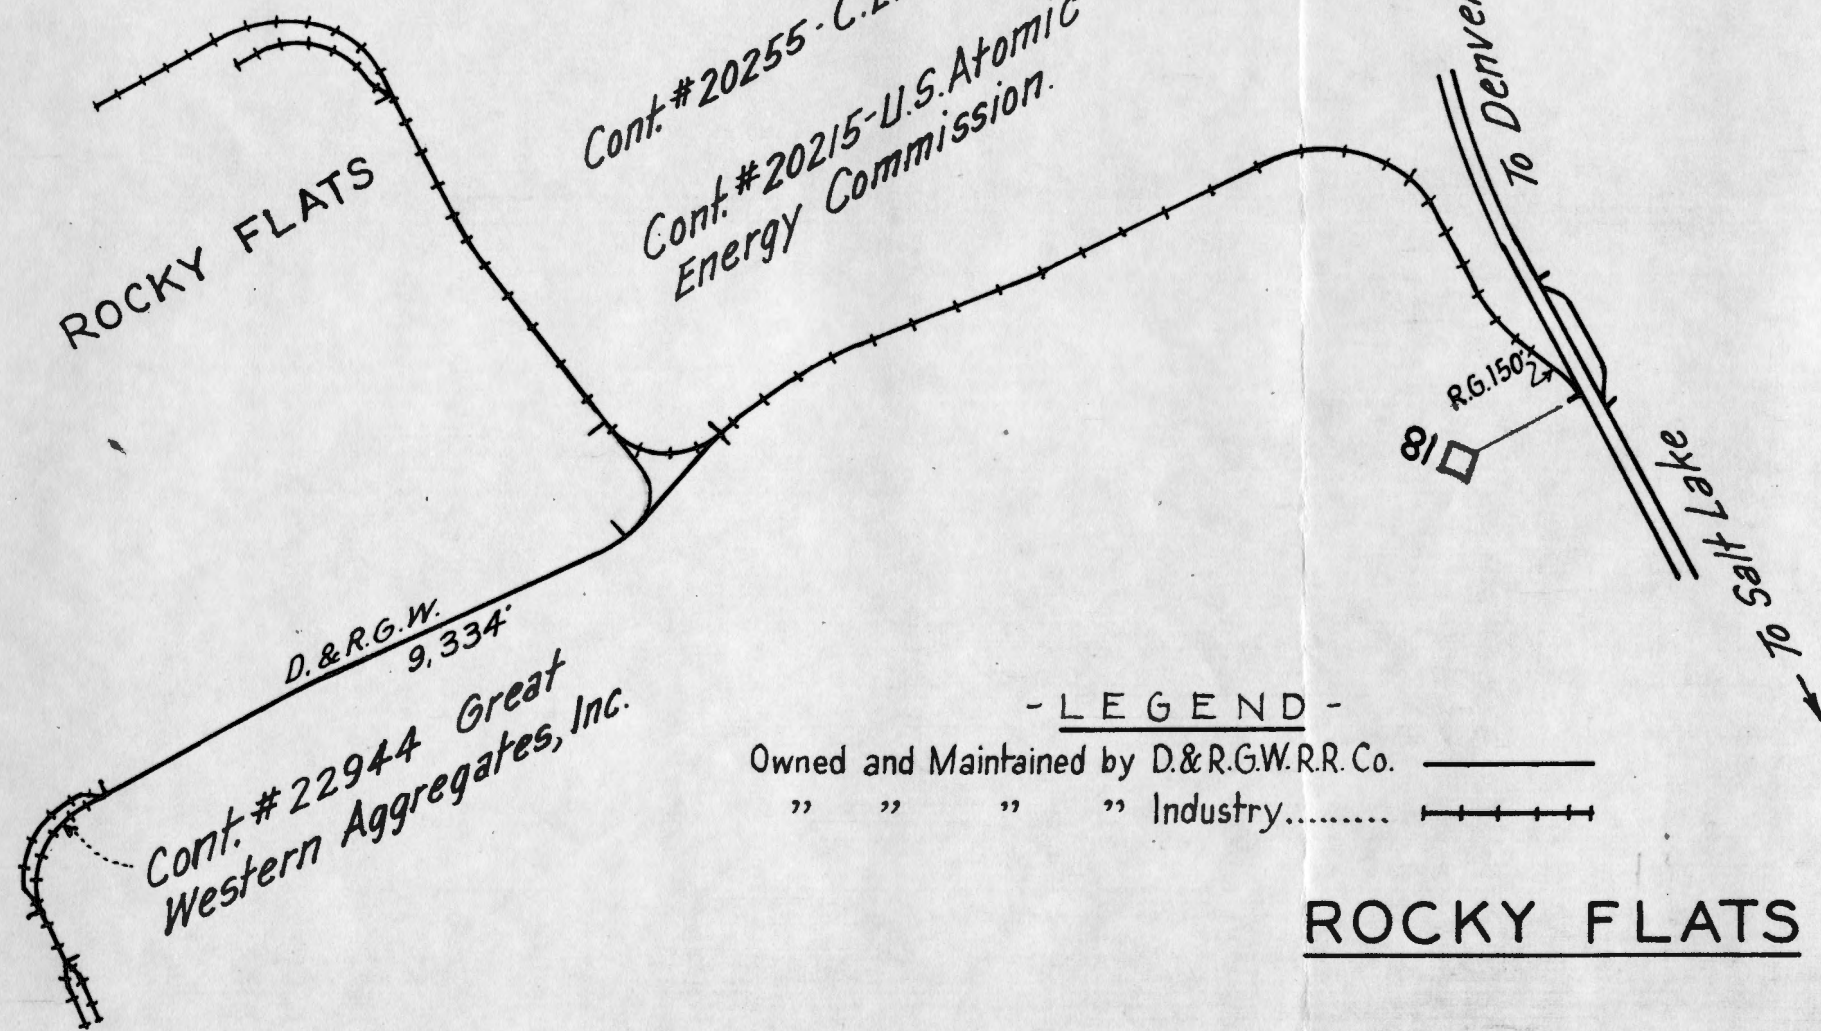 Cont. #20255-C.
Cont. #20215-U.S. Atomic
Energy Commission.
To Denver
ROCKY FLATS
R.G. 150'
81
To Salt Lake
D. & R.G.W.
9,334'
Cont. #22944 Great
Western Aggregates, Inc.
- LEGEND -
Owned and Maintained by D.&R.G.W.R.R. Co.
" " " " Industry.........
ROCKY FLATS